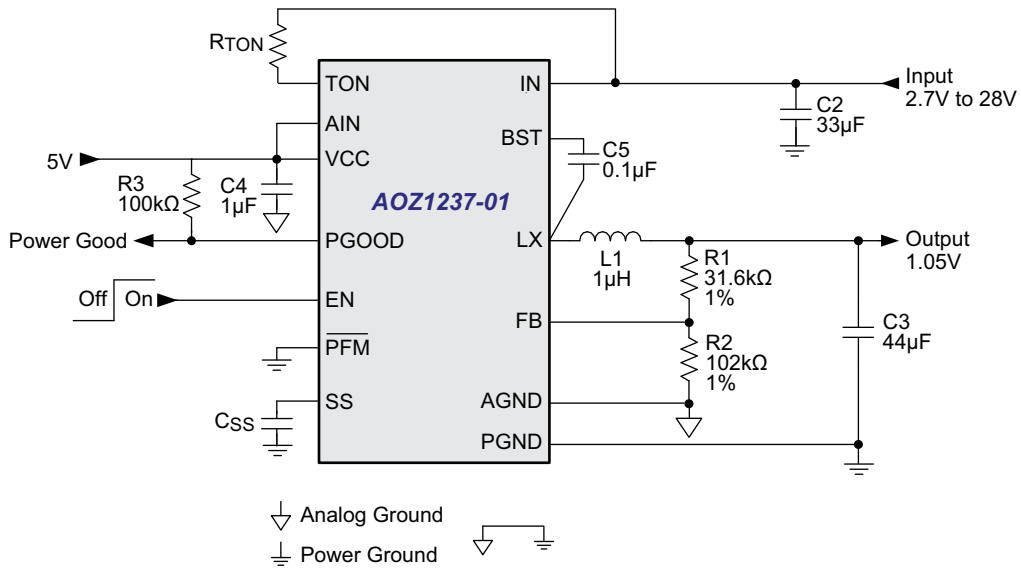 RTON
TON
IN
Input
2.7V to 28V
C2
33µF
AIN
BST
C5
0.1µF
5V
VCC
R3
100kΩ
C4
1µF
AOZ1237-01
Power Good
PGOOD
LX
L1
1µH
Output
1.05V
R1
31.6kΩ
1%
Off
On
EN
FB
C3
44µF
PFM
R2
102kΩ
1%
CSS
SS
AGND
PGND
Analog Ground
Power Ground